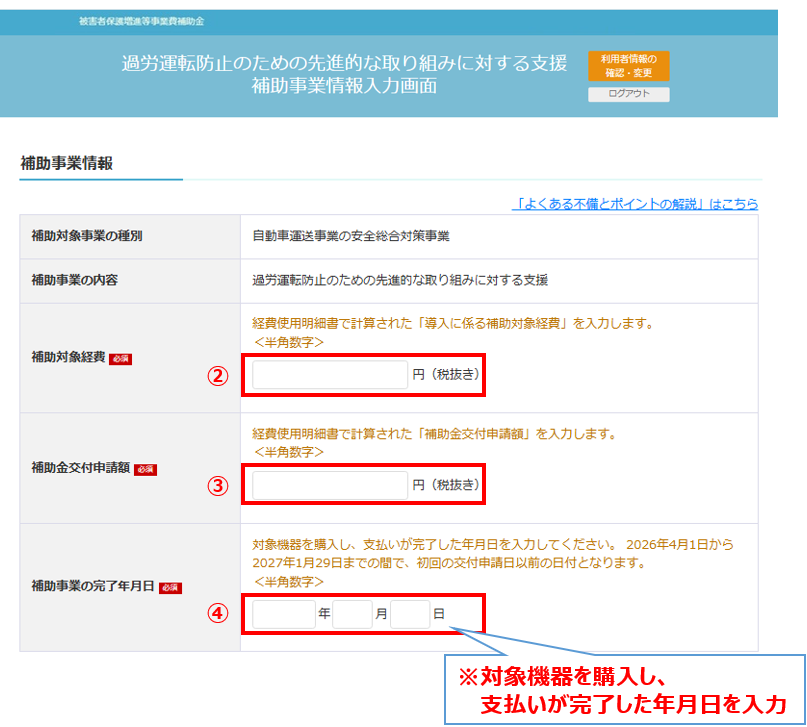 被害者保護増進等事業費補助金
過労運転防止のための先進的な取り組みに対する支援
補助事業情報入力画面
利用者情報の
確認・変更
ログアウト
補助事業情報
「よくある不備とポイントの解説」はこちら
補助対象事業の種別
自動車運送事業の安全総合対策事業
補助事業の内容
過労運転防止のための先進的な取り組みに対する支援
補助対象経費 必須
経費使用明細書で計算された「導入に係る補助対象経費」を入力します。
＜半角数字＞
② 円（税抜き）
補助金交付申請額 必須
経費使用明細書で計算された「補助金交付申請額」を入力します。
＜半角数字＞
③ 円（税抜き）
補助事業の完了年月日 必須
対象機器を購入し、支払いが完了した年月日を入力してください。 2026年4月1日から
2027年1月29日までの間で、初回の交付申請日以前の日付となります。
＜半角数字＞
④ 年 月 日
※対象機器を購入し、
支払いが完了した年月日を入力